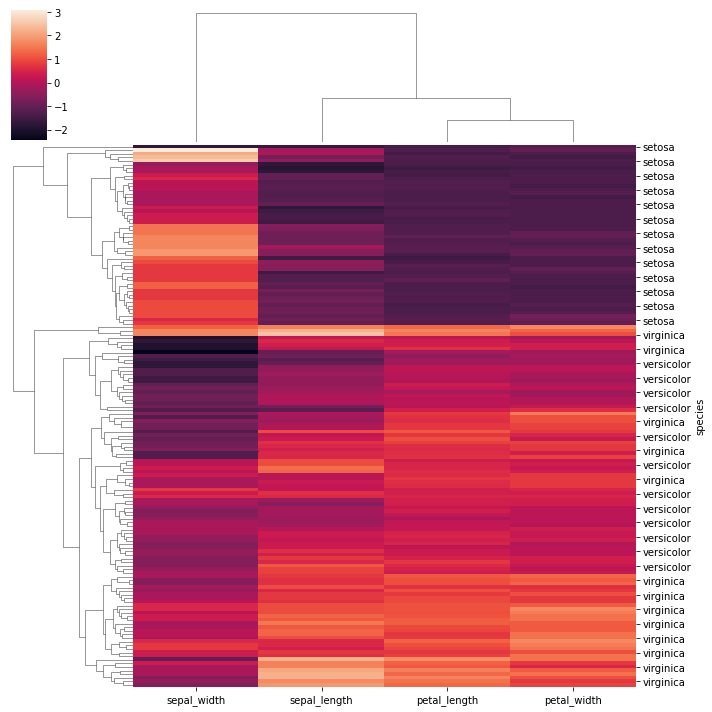 3
2
1
0
−1
−2
setosa
setosa
setosa
setosa
setosa
setosa
setosa
setosa
setosa
setosa
setosa
setosa
setosa
virginica
virginica
versicolor
versicolor
versicolor
versicolor
virginica
versicolor
virginica
versicolor
virginica
versicolor
versicolor
versicolor
versicolor
versicolor
virginica
virginica
virginica
virginica
virginica
virginica
virginica
virginica
species
sepal_width
sepal_length
petal_length
petal_width